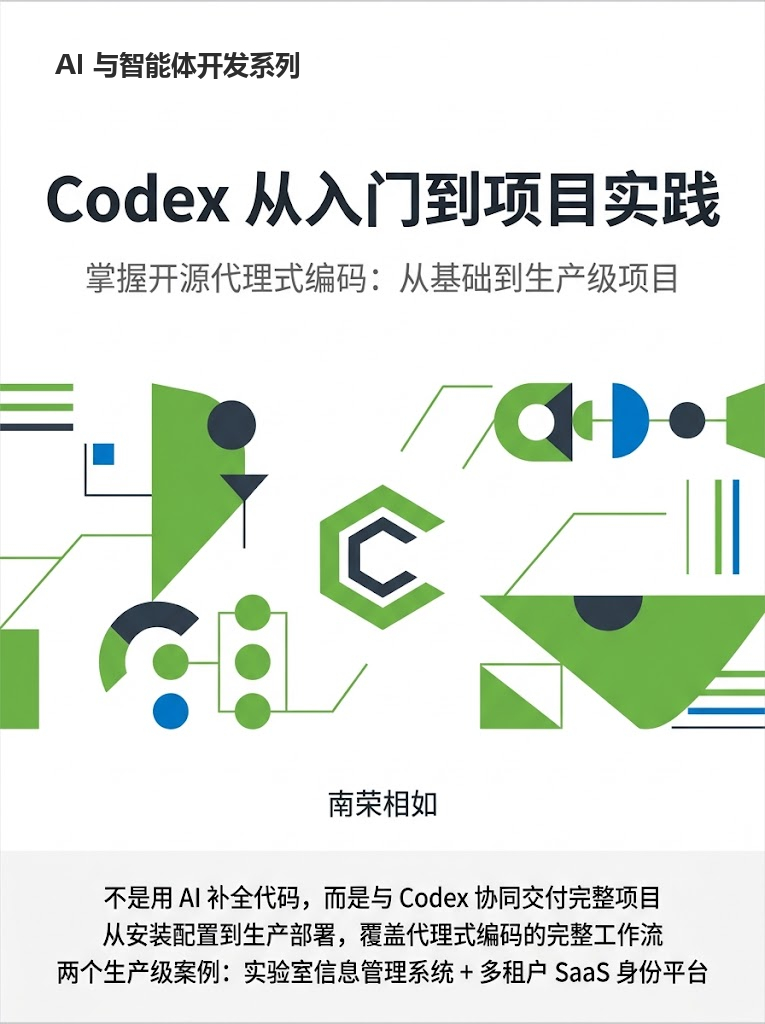 AI 与智能体开发系列
Codex 从入门到项目实践
掌握开源代理式编码：从基础到生产级项目
南荣相如
不是用 AI 补全代码，而是与 Codex 协同交付完整项目
从安装配置到生产部署，覆盖代理式编码的完整工作流
两个生产级案例：实验室信息管理系统 + 多租户 SaaS 身份平台